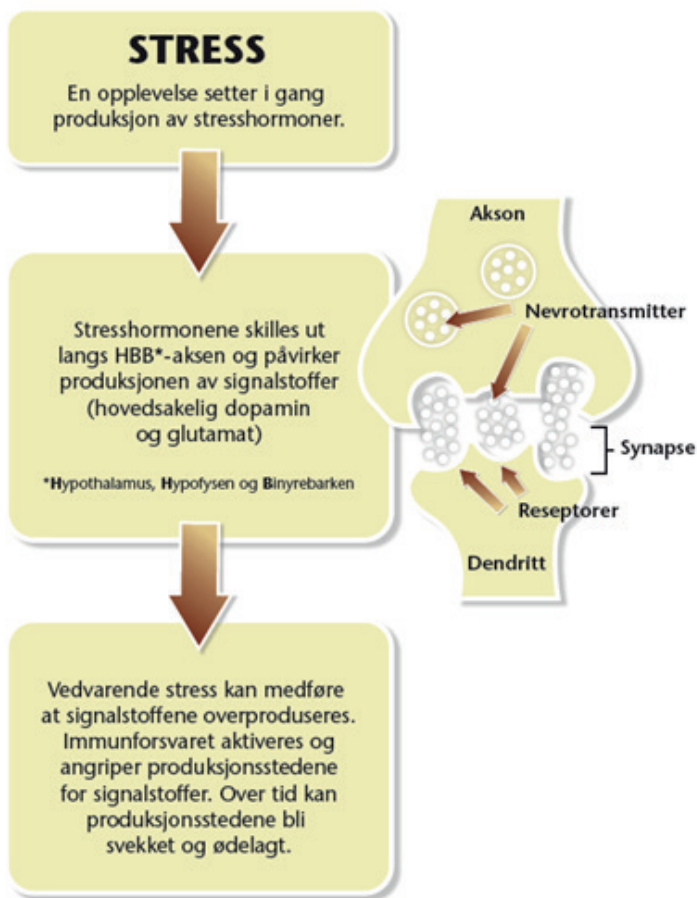 STRESS
En opplevelse setter i gang
produksjon av stresshormoner.
Stresshormonene skilles ut
langs HBB*-aksen og påvirker
produksjonen av signalstoffer
(hovedsakelig dopamin
og glutamat)
*Hypothalamus, Hypofysen og Binyrebarken
Akson
Nevrotransmitter
Synapse
Reseptorer
Dendritt
Vedvarende stress kan medføre
at signalstoffene overproduseres.
Immunforsvaret aktiveres og
angriper produksjonsstedene
for signalstoffer. Over tid kan
produksjonsstedene bli
svekket og ødelagt.